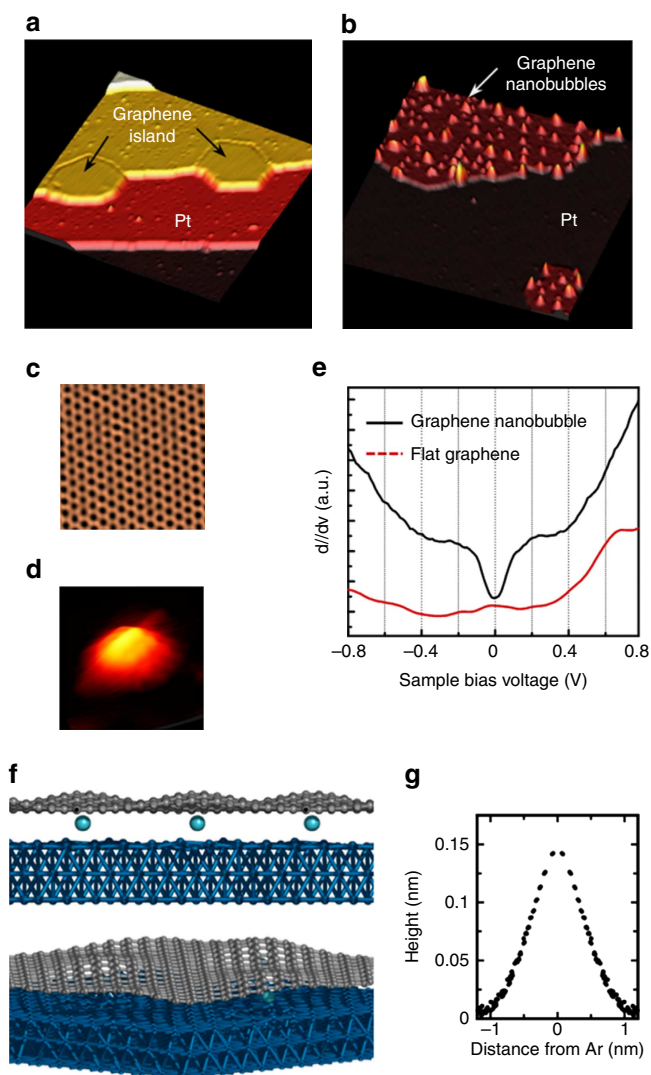 a
Graphene
island
Pt
b
Graphene
nanobubbles
Pt
c
d
e
Graphene nanobubble
Flat graphene
dI/dv (a.u.)
–0.8 –0.4 0 0.4 0.8
Sample bias voltage (V)
f
g
Height (nm)
0.15
0.10
0.05
0
–1 0 1
Distance from Ar (nm)